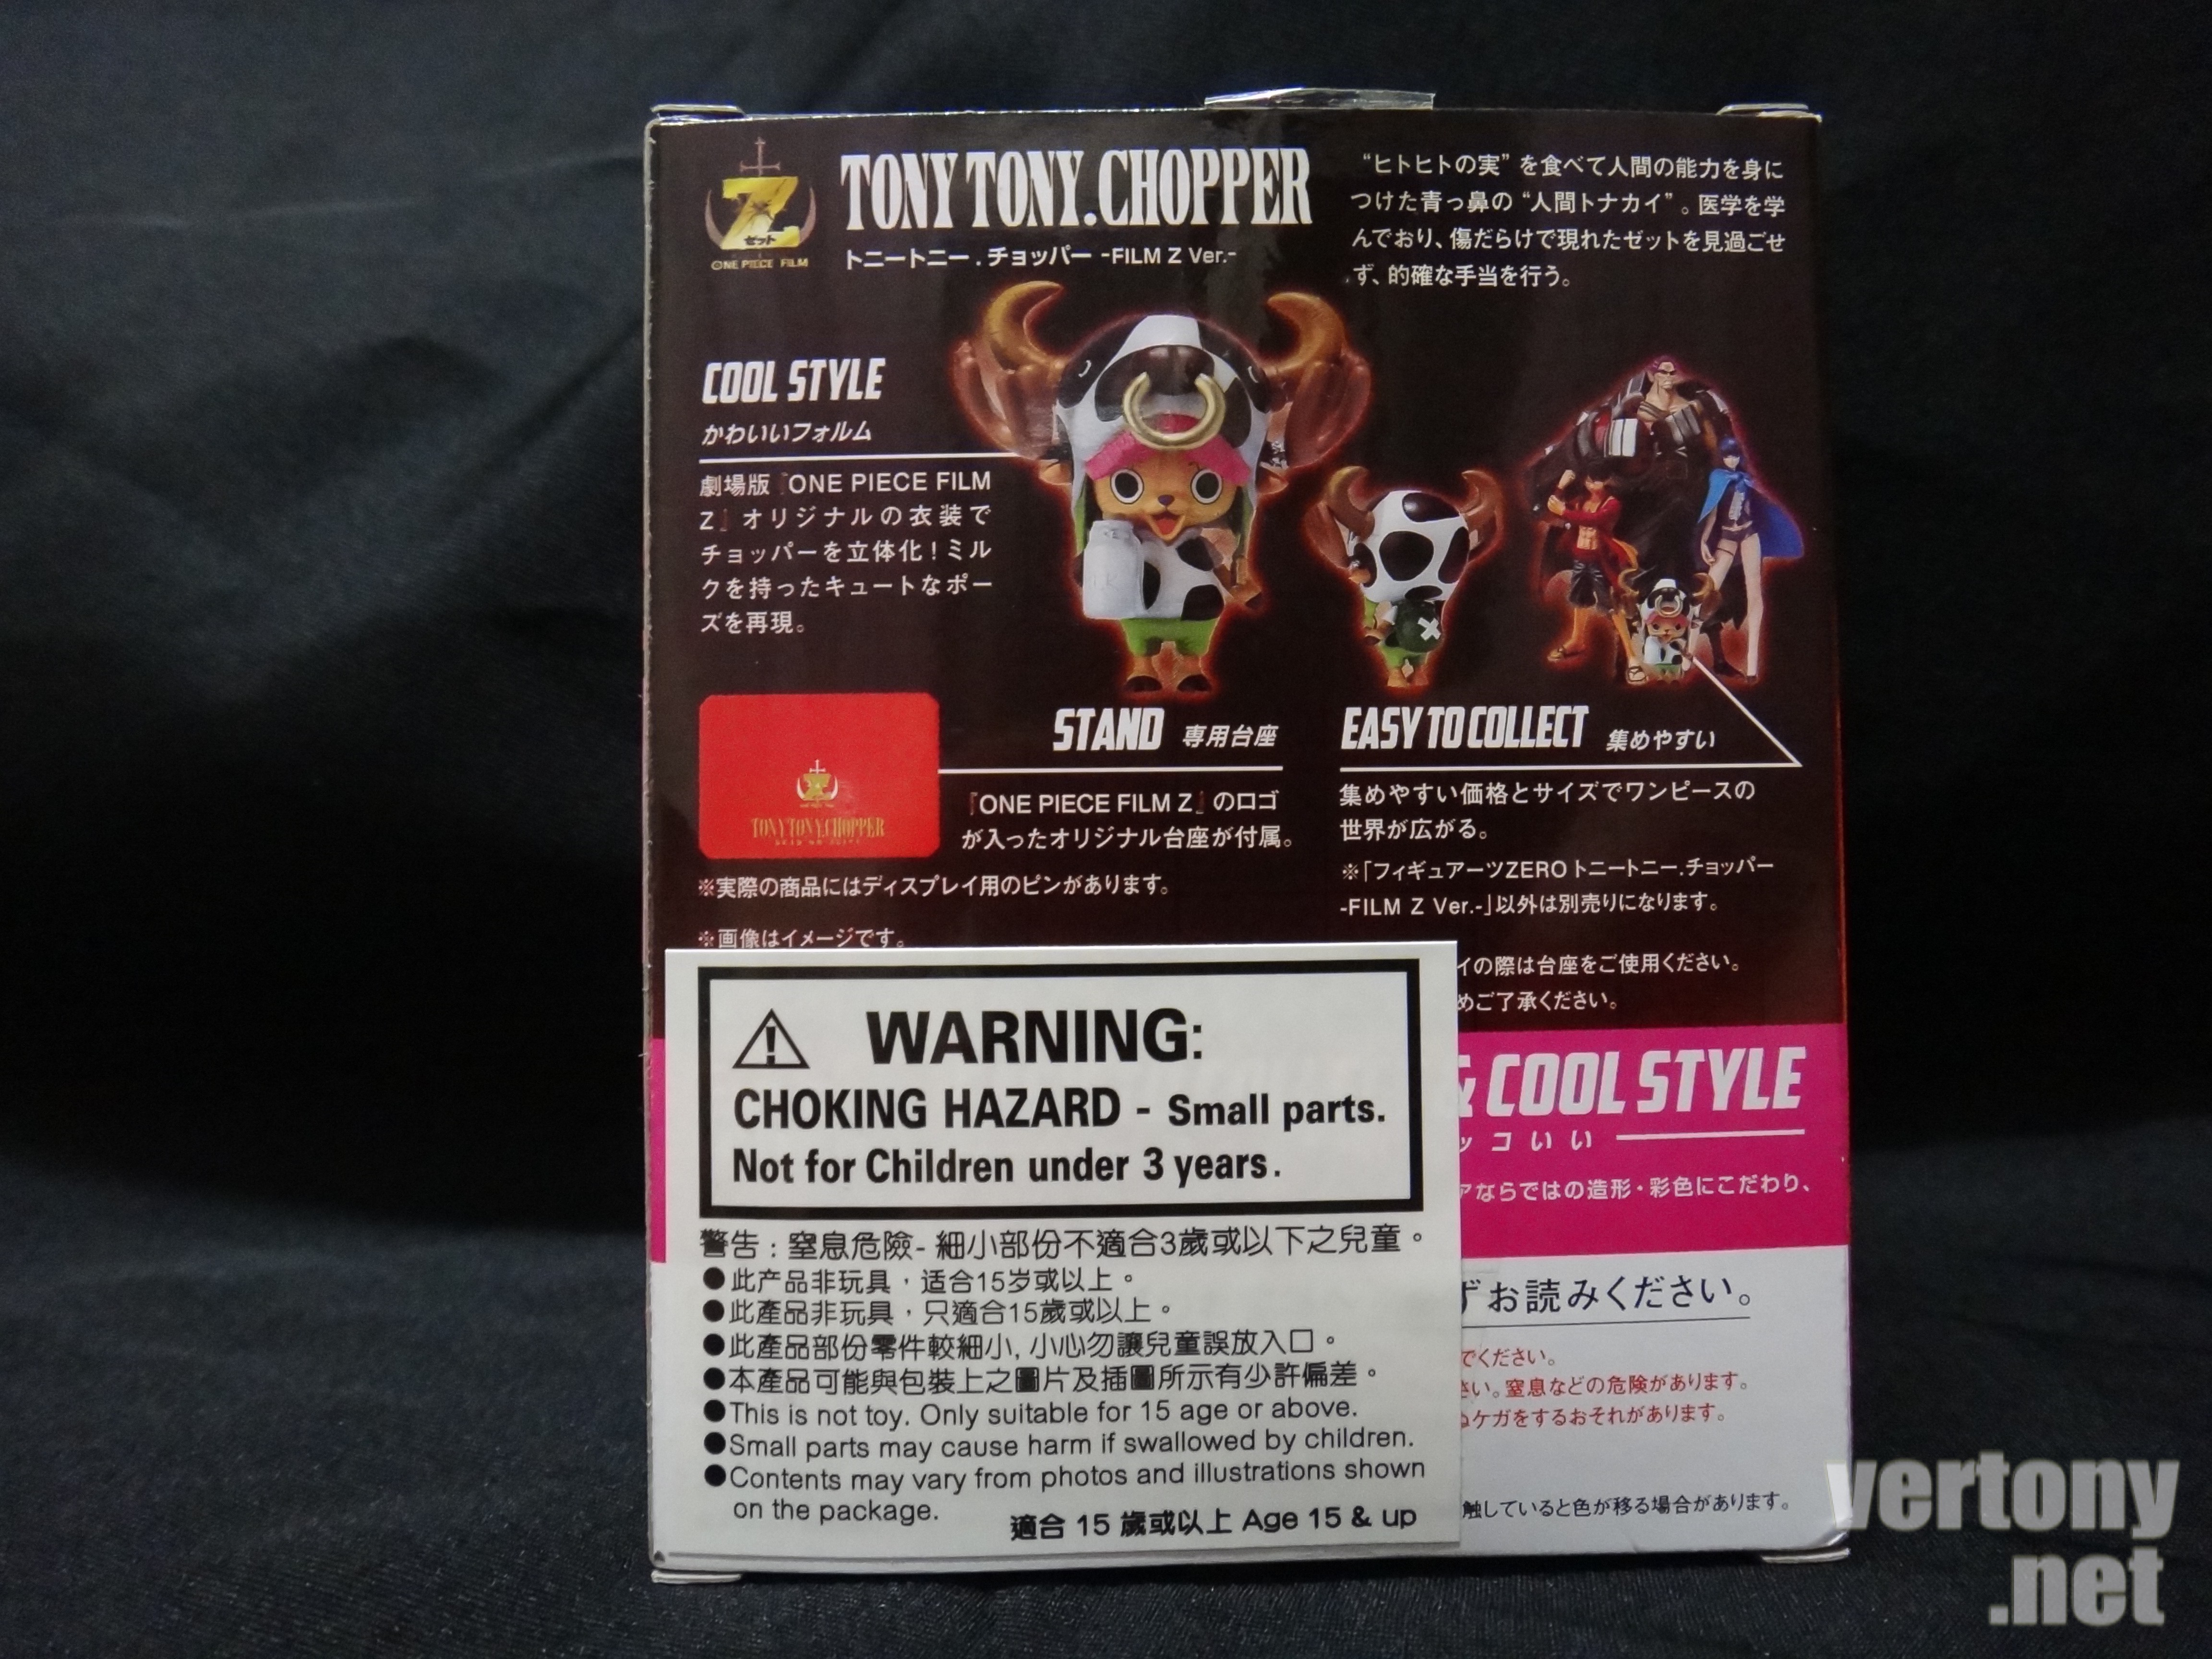 Z
ゼット
ONE PIECE FILM
TONY TONY.CHOPPER
トニートニー.チョッパー -FILM Z Ver.-
“ヒトヒトの実”を食べて人間の能力を身に
つけた青っ鼻の“人間トナカイ”。医学を学
んでおり、傷だらけで現れたゼットを見過ごせ
ず、的確な手当を行う。
COOL STYLE
かわいいフォルム
劇場版『ONE PIECE FILM
Z』オリジナルの衣装で
チョッパーを立体化！ミル
クを持ったキュートなポー
ズを再現。
Z
TONY TONY.CHOPPER
STAND 専用台座
『ONE PIECE FILM Z』のロゴ
が入ったオリジナル台座が付属。
※実際の商品にはディスプレイ用のピンがあります。
※画像はイメージです。
EASY TO COLLECT 集めやすい
集めやすい価格とサイズでワンピースの
世界が広がる。
※「フィギュアーツZERO トニートニー.チョッパー
-FILM Z Ver.-」以外は別売りになります。
イの際は台座をご使用ください。
めご了承ください。
& COOL STYLE
ッコいい
アならではの造形・彩色にこだわり、
ずお読みください。
でください。
さい。窒息などの危険があります。
ぬケガをするおそれがあります。
触していると色が移る場合があります。
WARNING:
CHOKING HAZARD - Small parts.
Not for Children under 3 years.
警告 : 窒息危險- 細小部份不適合3歲或以下之兒童。
●此产品非玩具，适合15岁或以上。
●此產品非玩具，只適合15歲或以上。
●此產品部份零件較細小, 小心勿讓兒童誤放入口。
●本產品可能與包裝上之圖片及插圖所示有少許偏差。
●This is not toy. Only suitable for 15 age or above.
●Small parts may cause harm if swallowed by children.
●Contents may vary from photos and illustrations shown
on the package.
適合 15 歲或以上 Age 15 & up
vertony
.net